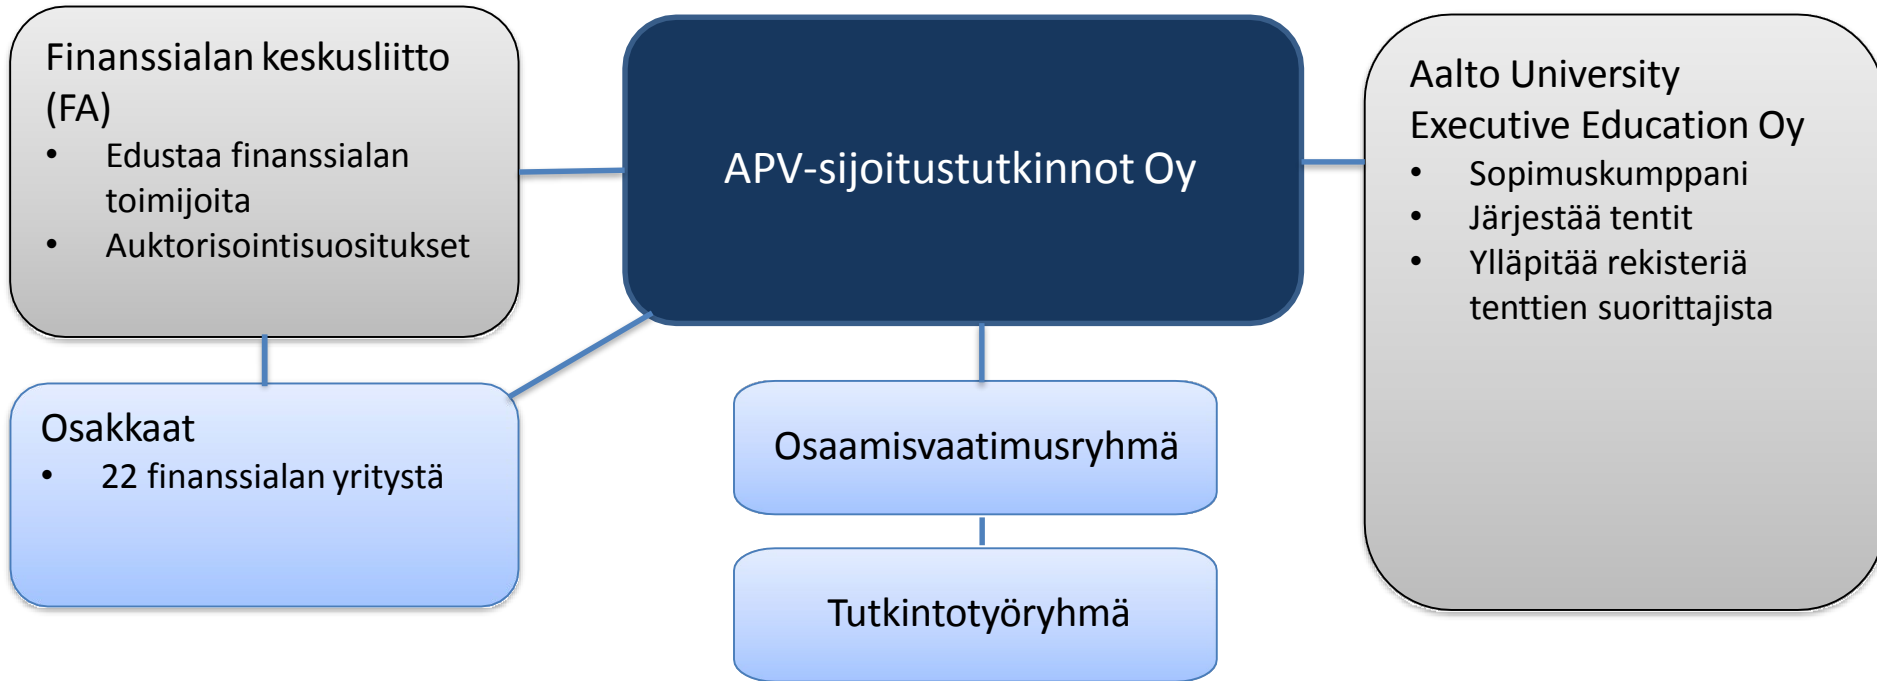 Finanssialan keskusliitto
(FA)
• Edustaa finanssialan
toimijoita
• Auktorisointisuositukset
APV-sijoitustutkinnot Oy
Aalto University
Executive Education Oy
• Sopimuskumppani
• Järjestää tentit
• Ylläpitää rekisteriä
tenttien suorittajista
Osakkaat
• 22 finanssialan yritystä
Osaamisvaatimusryhmä
Tutkintotyöryhmä